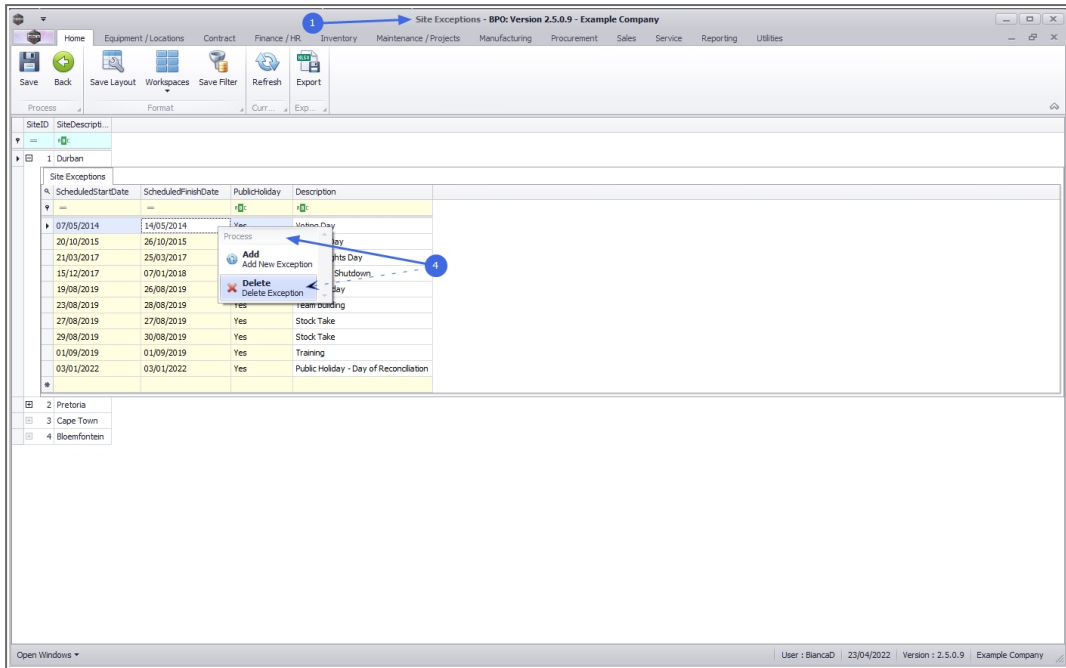 1
Site Exceptions - BPO: Version 2.5.0.9 - Example Company
Home Equipment / Locations Contract Finance / HR Inventory Maintenance / Projects Manufacturing Procurement Sales Service Reporting Utilities
Save Back Save Layout Workspaces Save Filter Refresh Export
Process Format Curr... Exp...
SiteID SiteDescripti...
=
1 Durban
Site Exceptions
ScheduledStartDate ScheduledFinishDate PublicHoliday Description
= =
07/05/2014 14/05/2014 Yes Voting Day
20/10/2015 26/10/2015 Day
21/03/2017 25/03/2017 ghts Day
15/12/2017 07/01/2018 Shutdown
19/08/2019 26/08/2019 day
23/08/2019 28/08/2019 Yes Team Building
27/08/2019 27/08/2019 Yes Stock Take
29/08/2019 30/08/2019 Yes Stock Take
01/09/2019 01/09/2019 Yes Training
03/01/2022 03/01/2022 Yes Public Holiday - Day of Reconciliation
Process
Add
Add New Exception
Delete
Delete Exception
4
2 Pretoria
3 Cape Town
4 Bloemfontein
Open Windows
User : BiancaD 23/04/2022 Version : 2.5.0.9 Example Company